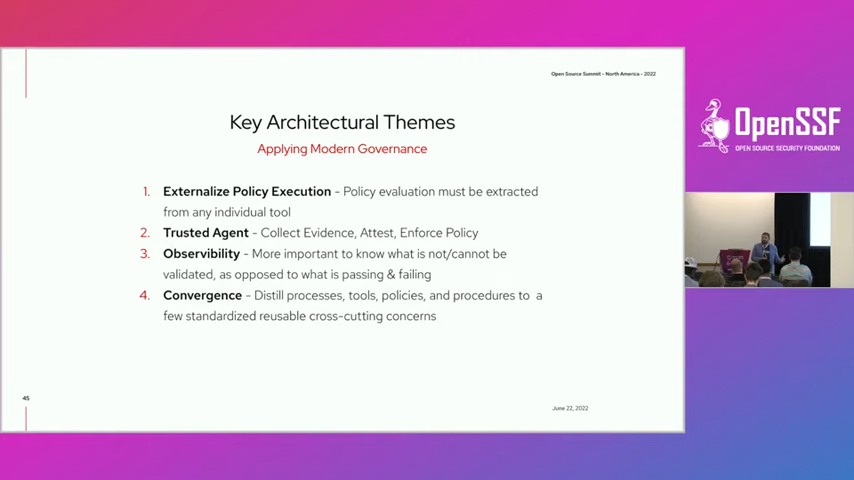 Open Source Summit - North America - 2022
Key Architectural Themes
Applying Modern Governance
1. Externalize Policy Execution - Policy evaluation must be extracted
from any individual tool
2. Trusted Agent - Collect Evidence, Attest, Enforce Policy
3. Observibility - More important to know what is not/cannot be
validated, as opposed to what is passing & failing
4. Convergence - Distill processes, tools, policies, and procedures to a
few standardized reusable cross-cutting concerns
45
June 22, 2022
OpenSSF
OPEN SOURCE SECURITY FOUNDATION